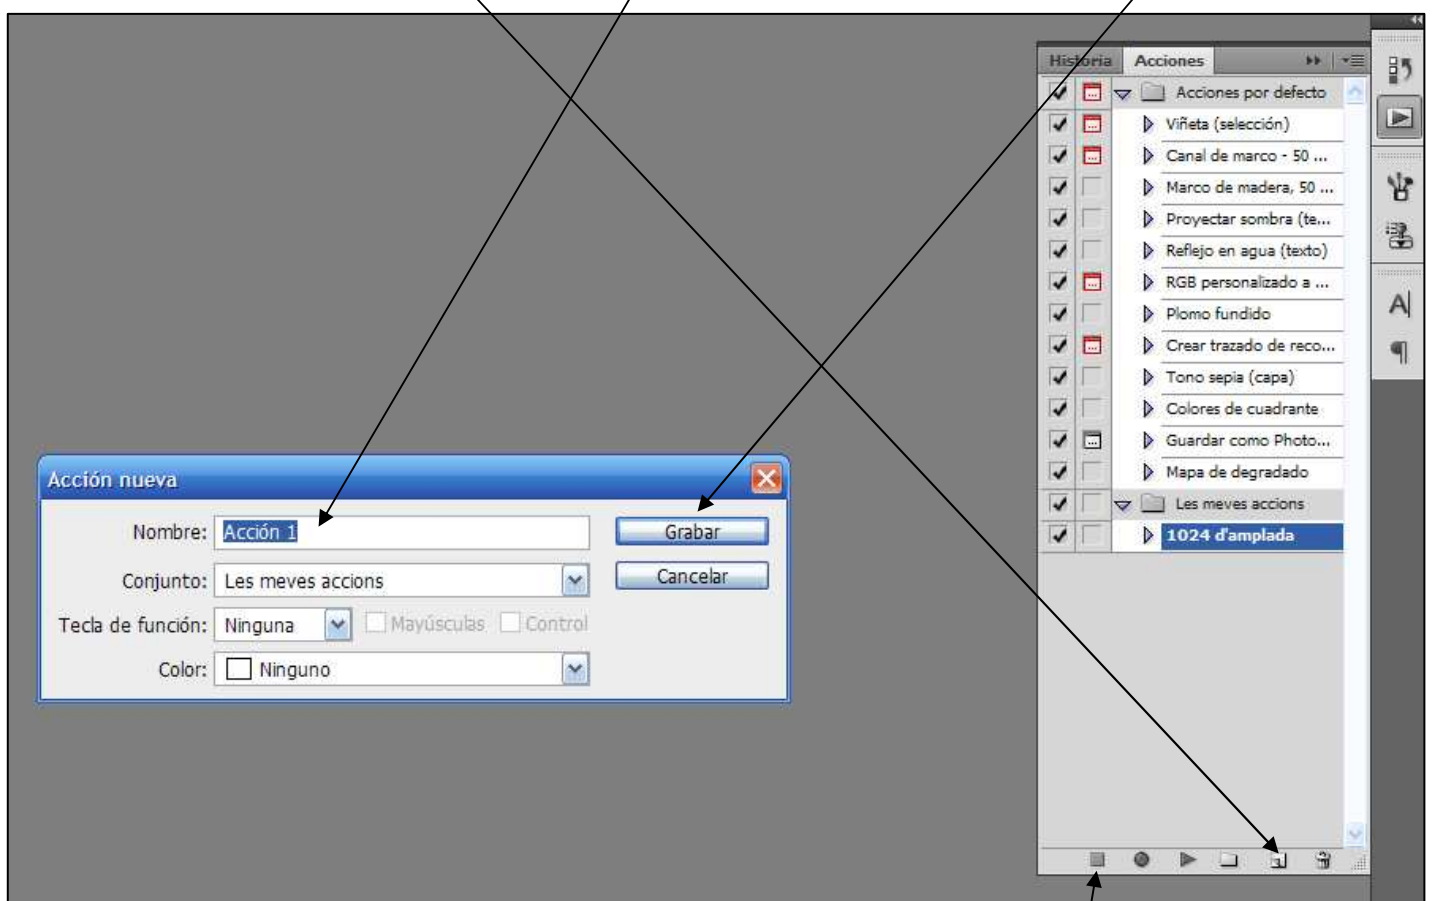 Historia Acciones
Acciones por defecto
Viñeta (selección)
Canal de marco - 50 ...
Marco de madera, 50 ...
Proyectar sombra (te...
Reflejo en agua (texto)
RGB personalizado a ...
Plomo fundido
Crear trazado de reco...
Tono sepia (capa)
Colores de cuadrante
Guardar como Photo...
Mapa de degradado
Les meves accions
1024 d'amplada
A
¶
Acción nueva
Nombre: Acción 1
Grabar
Conjunto: Les meves accions
Cancelar
Tecla de función: Ninguna Mayúsculas Control
Color: Ninguno